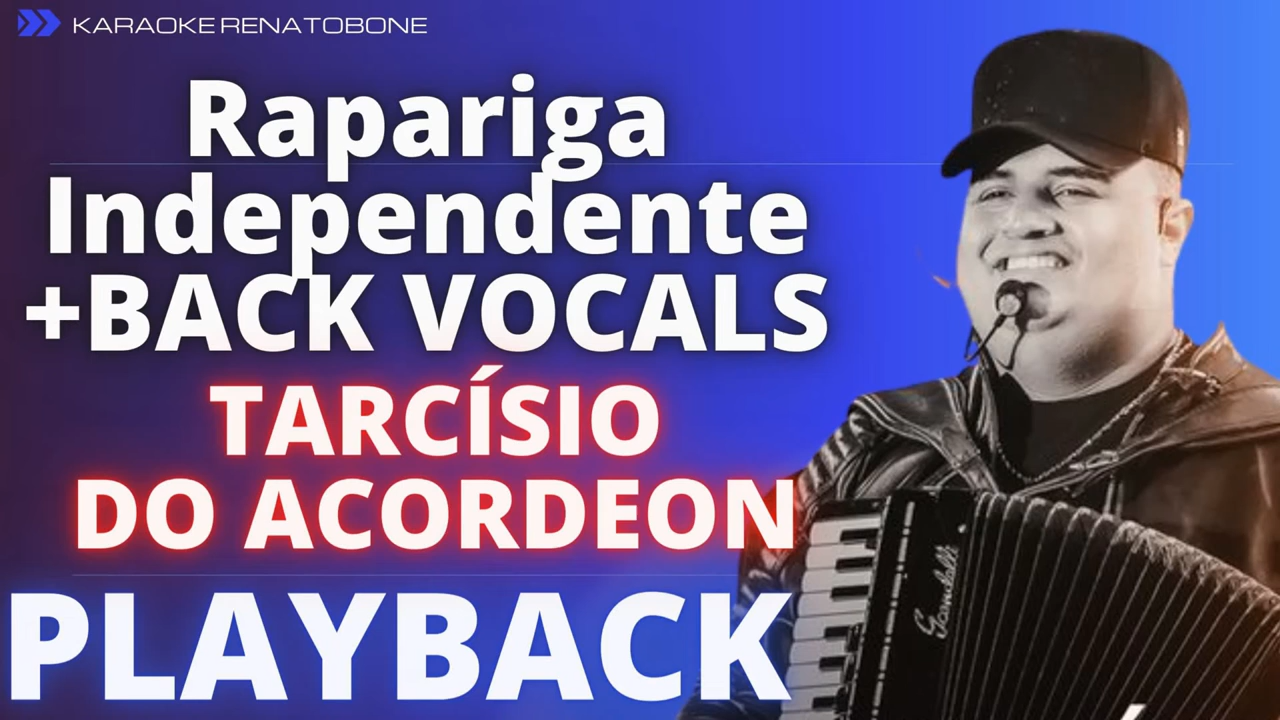 KARAOKE RENATOBONE
Rapariga
Independente
+BACK VOCALS
TARCÍSIO
DO ACORDEON
PLAYBACK